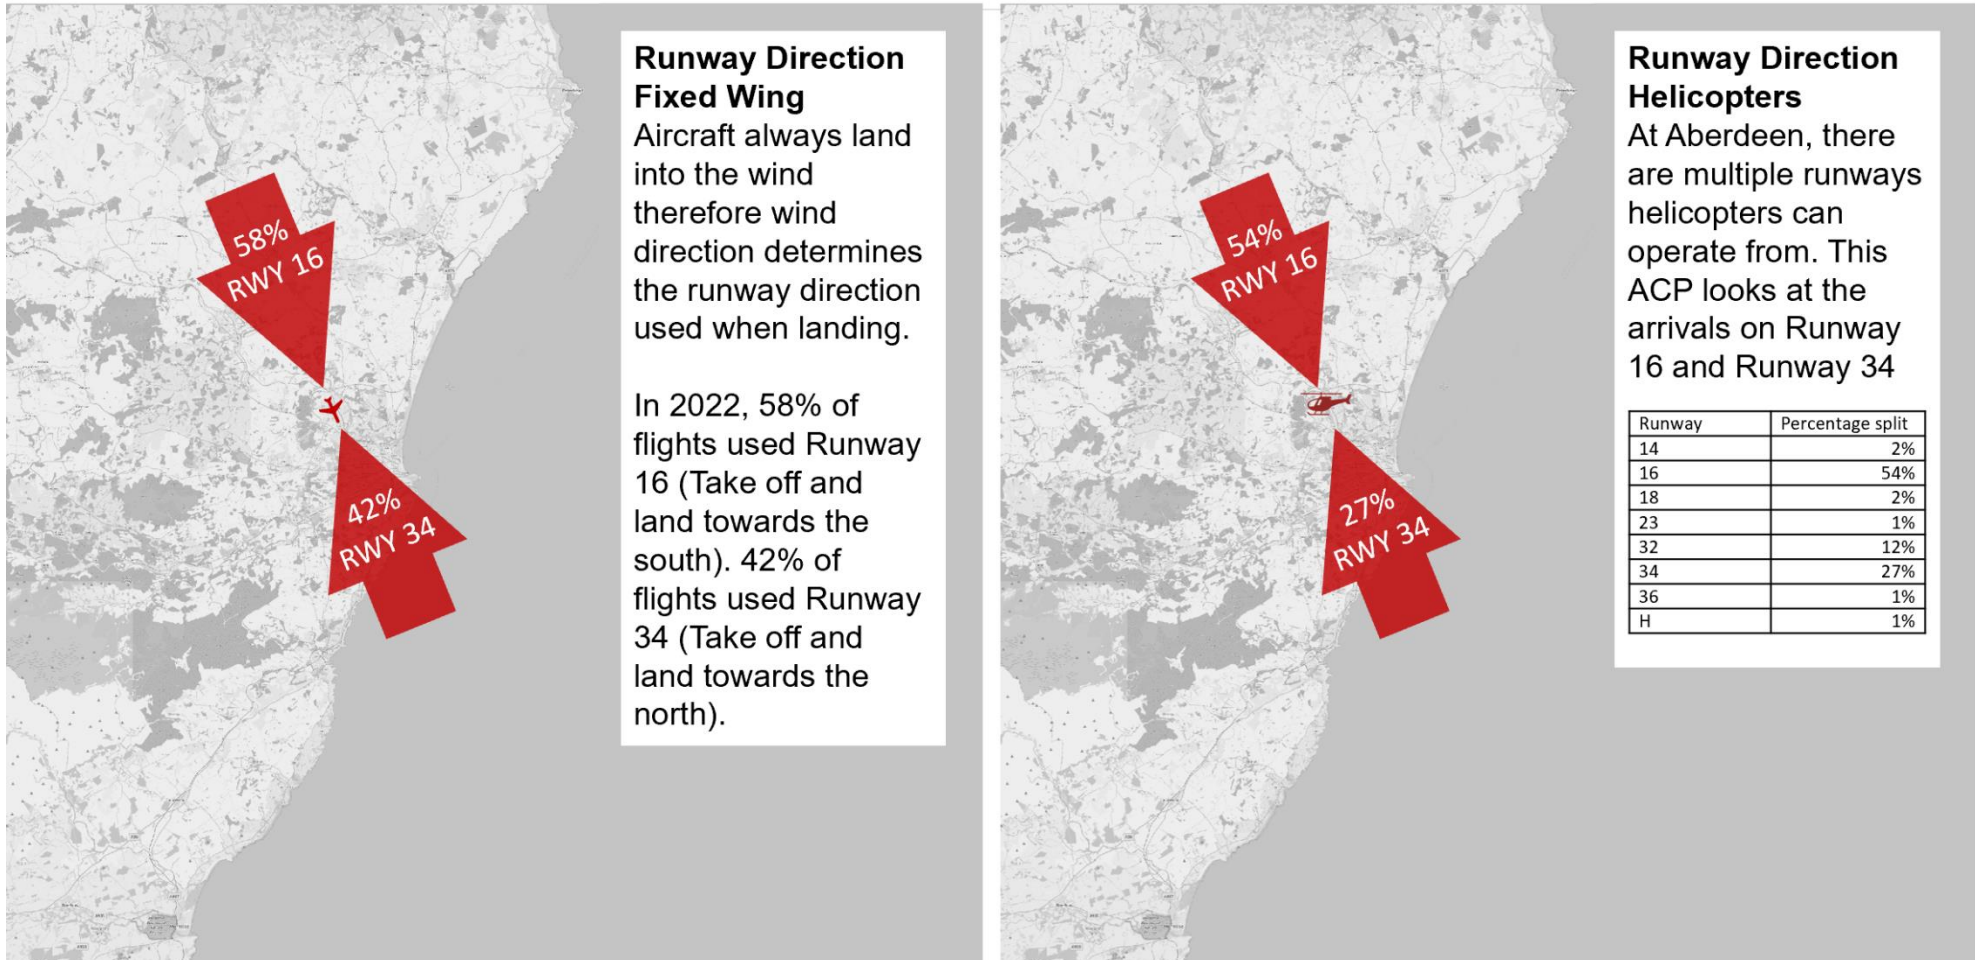 58%
RWY 16
42%
RWY 34
Runway Direction
Fixed Wing
Aircraft always land
into the wind
therefore wind
direction determines
the runway direction
used when landing.
In 2022, 58% of
flights used Runway
16 (Take off and
land towards the
south). 42% of
flights used Runway
34 (Take off and
land towards the
north).
54%
RWY 16
27%
RWY 34
Runway Direction
Helicopters
At Aberdeen, there
are multiple runways
helicopters can
operate from. This
ACP looks at the
arrivals on Runway
16 and Runway 34
Runway Percentage split
14 2%
16 54%
18 2%
23 1%
32 12%
34 27%
36 1%
H 1%